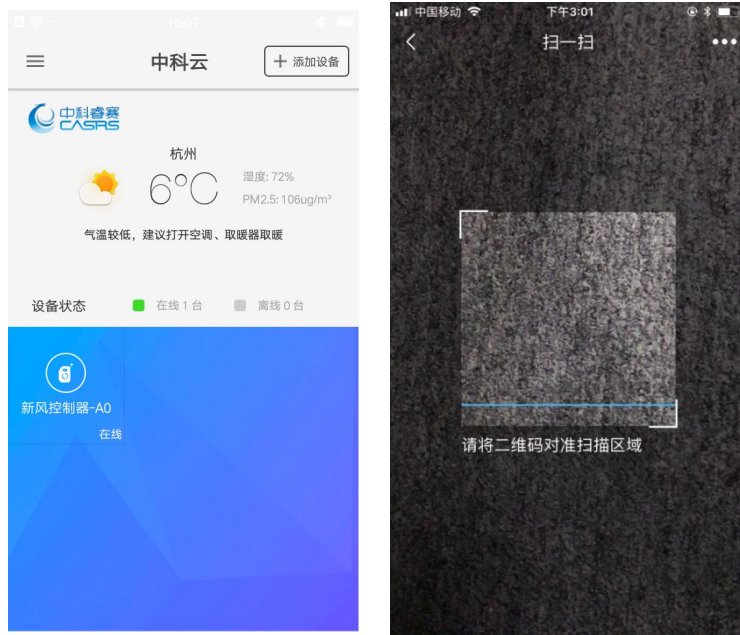 10:07
中科云
+ 添加设备
中科睿赛
CASRS
杭州
6°C
湿度: 72%
PM2.5: 106ug/m³
气温较低，建议打开空调、取暖器取暖
设备状态
在线 1 台
离线 0 台
新风控制器-A0
在线
中国移动
下午3:01
扫一扫
请将二维码对准扫描区域